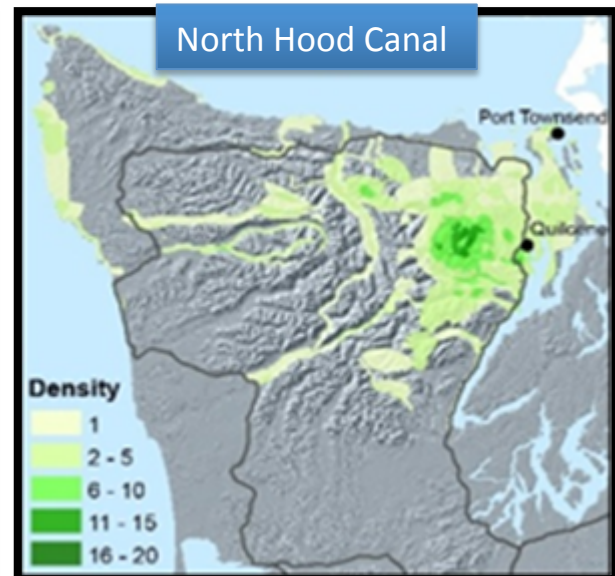 North Hood Canal
Port Townsend
Quilcene
Density
1
2 - 5
6 - 10
11 - 15
16 - 20